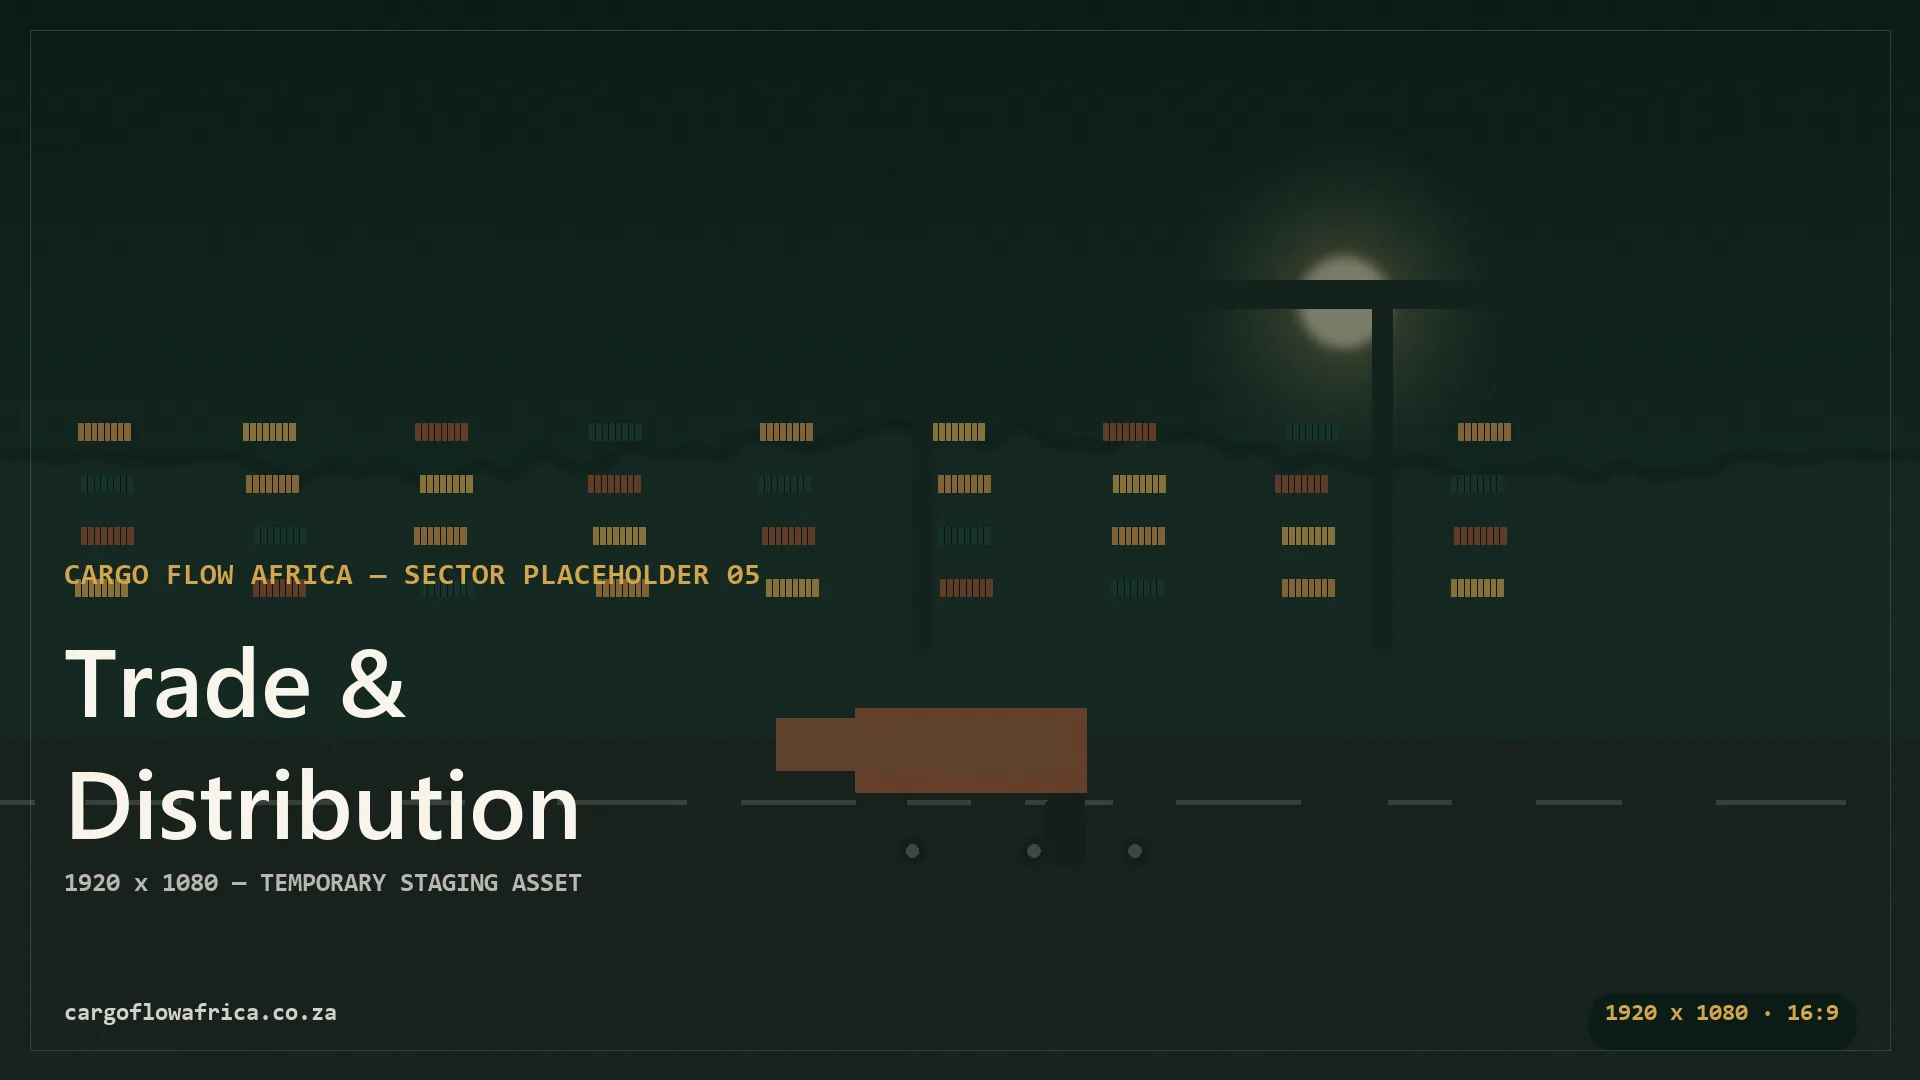 CARGO FLOW AFRICA — SECTOR PLACEHOLDER 05
Trade &
Distribution
1920 x 1080 — TEMPORARY STAGING ASSET
cargoflowafrica.co.za
1920 x 1080 · 16:9